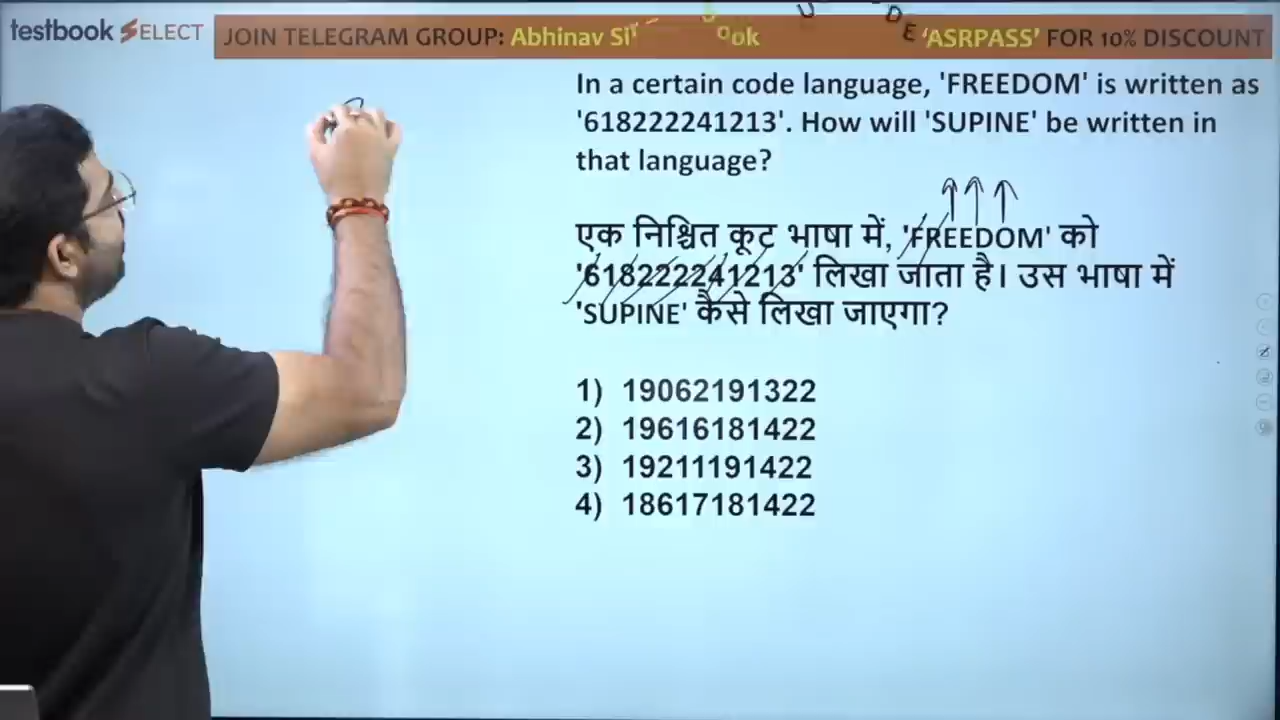 testbook SELECT
JOIN TELEGRAM GROUP: Abhinav 'ASRPASS' FOR 10% DISCOUNT
In a certain code language, 'FREEDOM' is written as
'618222241213'. How will 'SUPINE' be written in
that language?
एक निश्चित कूट भाषा में, 'FREEDOM' को
'618222241213' लिखा जाता है। उस भाषा में
'SUPINE' कैसे लिखा जाएगा?
1) 19062191322
2) 19616181422
3) 19211191422
4) 18617181422